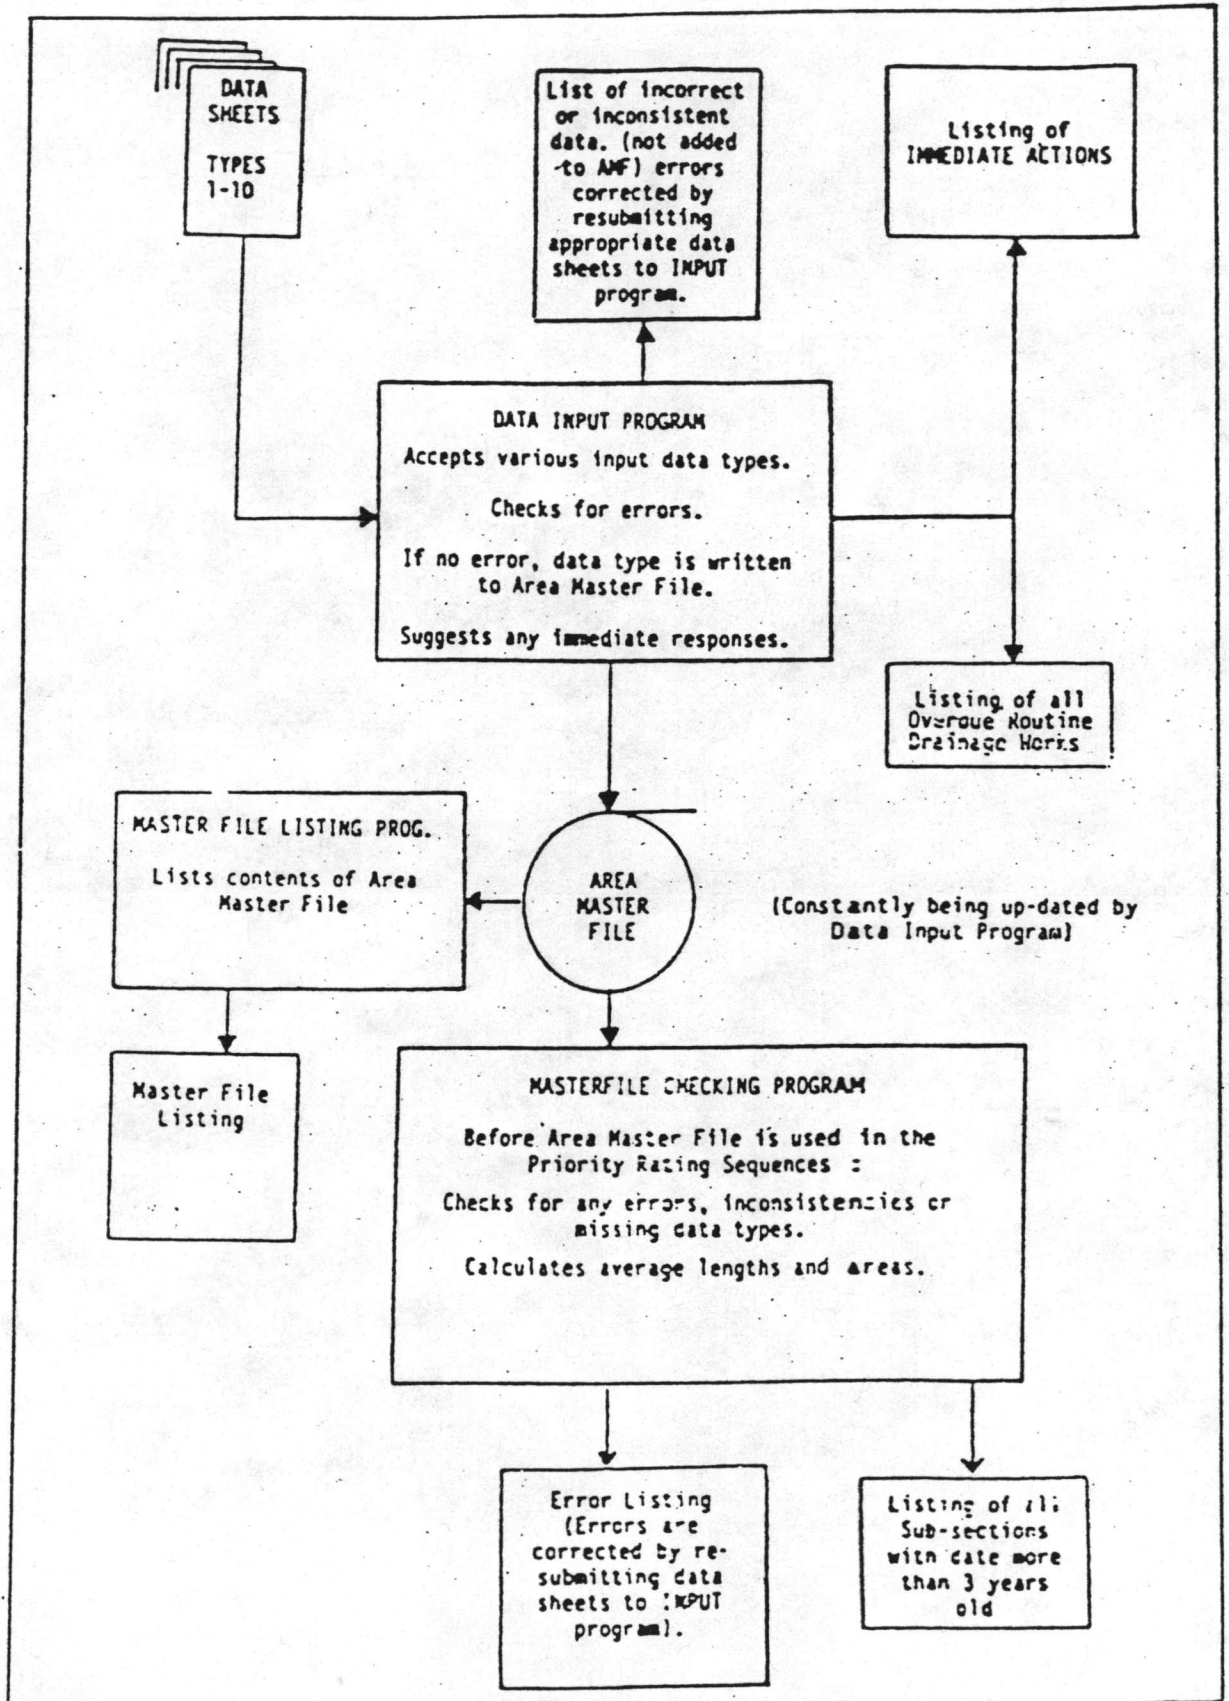 DATA
SHEETS
TYPES
1-10
List of incorrect
or inconsistent
data. (not added
to AMF) errors
corrected by
resubmitting
appropriate data
sheets to INPUT
program.
Listing of
IMMEDIATE ACTIONS
DATA INPUT PROGRAM
Accepts various input data types.
Checks for errors.
If no error, data type is written
to Area Master File.
Suggests any immediate responses.
Listing of all
Overdue Routine
Drainage Works
MASTER FILE LISTING PROG.
Lists contents of Area
Master File
AREA
MASTER
FILE
(Constantly being up-dated by
Data Input Program)
Master File
Listing
MASTERFILE CHECKING PROGRAM
Before Area Master File is used in the
Priority Rating Sequences :
Checks for any errors, inconsistencies or
missing data types.
Calculates average lengths and areas.
Error Listing
(Errors are
corrected by re-
submitting data
sheets to INPUT
program).
Listing of all
Sub-sections
with date more
than 3 years
old